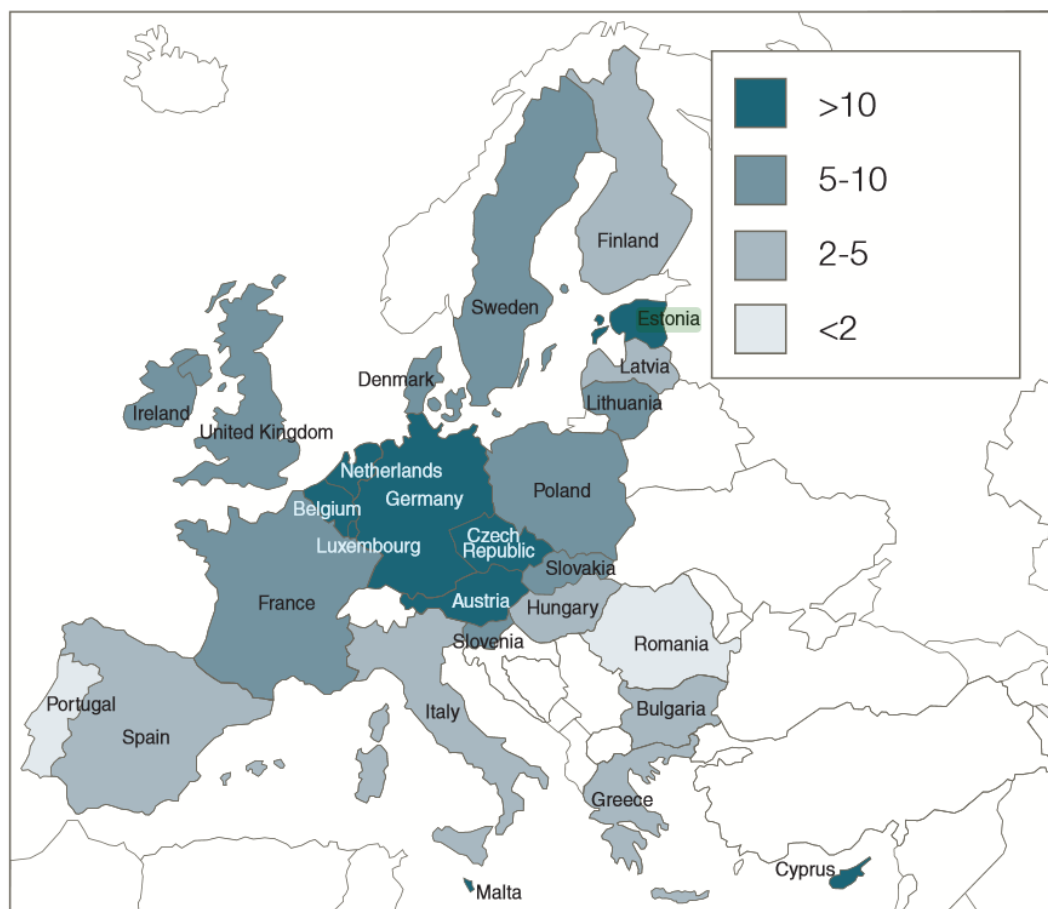 >10
5-10
2-5
<2
Finland
Sweden
Estonia
Latvia
Denmark
Lithuania
Ireland
United Kingdom
Netherlands
Germany
Poland
Belgium
Czech
Republic
Luxembourg
Slovakia
France
Austria
Hungary
Slovenia
Romania
Portugal
Italy
Bulgaria
Spain
Greece
Cyprus
Malta